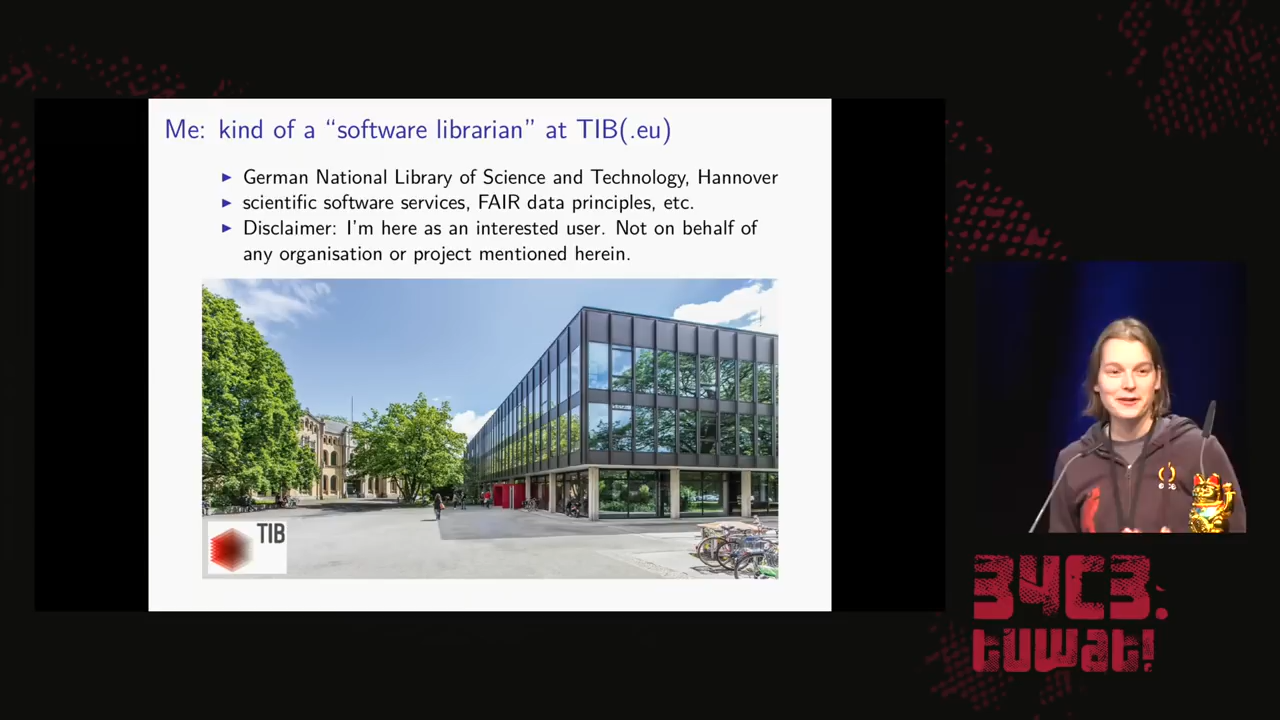 Me: kind of a “software librarian” at TIB(.eu)
▶ German National Library of Science and Technology, Hannover
▶ scientific software services, FAIR data principles, etc.
▶ Disclaimer: I'm here as an interested user. Not on behalf of
any organisation or project mentioned herein.
TIB
34C3.
tuwat!